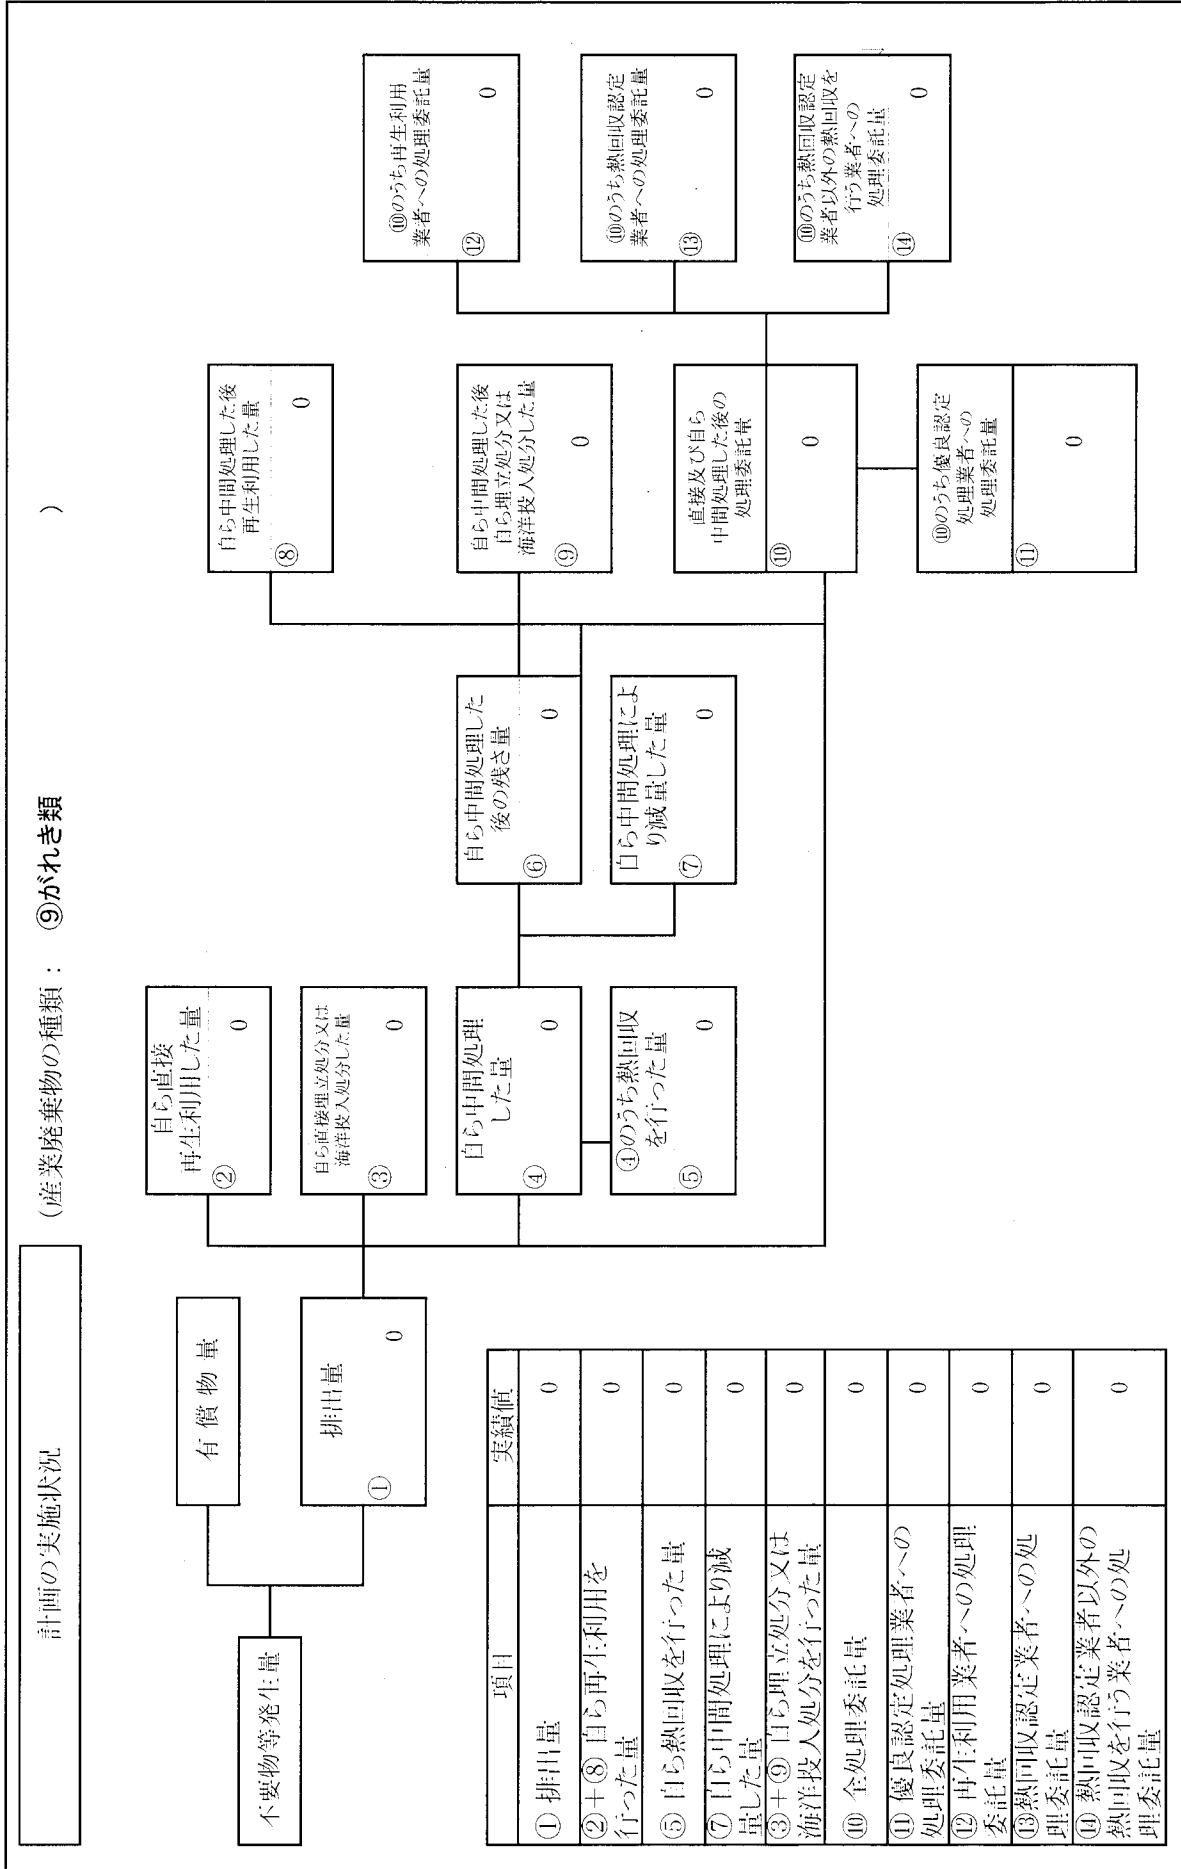 計画の実施状況
(産業廃棄物の種類： ⑨がれき類 )
不要物等発生量
有償物量
排出量
① 0
自ら直接
再生利用した量
② 0
自ら直接埋立処分又は
海洋投入処分した量
③ 0
自ら中間処理
した量
④ 0
④のうち熱回収
を行った量
⑤ 0
自ら中間処理した
後の残さ量
⑥ 0
自ら中間処理によ
り減量した量
⑦ 0
自ら中間処理した後
再生利用した量
⑧ 0
自ら中間処理した後
自ら埋立処分又は
海洋投入処分した量
⑨ 0
直接及び自ら
中間処理した後の
処理委託量
⑩ 0
⑩のうち優良認定
処理業者への
処理委託量
⑪ 0
⑩のうち再生利用
業者への処理委託量
⑫ 0
⑩のうち熱回収認定
業者への処理委託量
⑬ 0
⑩のうち熱回収認定
業者以外の熱回収を
行う業者への
処理委託量
⑭ 0
項目 実績値
① 排出量 0
②＋⑧ 自ら再生利用を
行った量 0
⑤ 自ら熱回収を行った量 0
⑦ 自ら中間処理により減
量した量 0
③＋⑨ 自ら埋立処分又は
海洋投入処分を行った量 0
⑩ 全処理委託量 0
⑪ 優良認定処理業者への
処理委託量 0
⑫ 再生利用業者への処理
委託量 0
⑬熱回収認定業者への処
理委託量 0
⑭ 熱回収認定業者以外の
熱回収を行う業者への処
理委託量 0